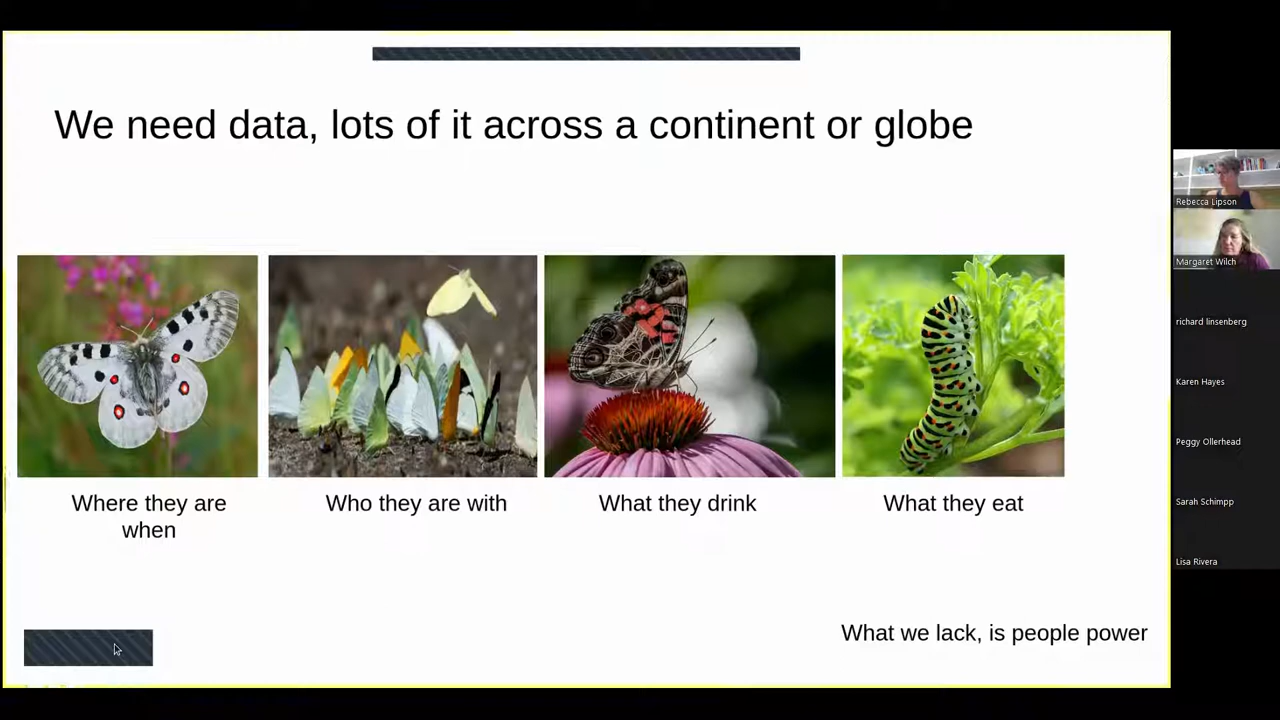 We need data, lots of it across a continent or globe
Where they are
when
Who they are with
What they drink
What they eat
What we lack, is people power
Rebecca Lipson
Margaret Wilch
richard linsenberg
Karen Hayes
Peggy Ollerhead
Sarah Schimpp
Lisa Rivera